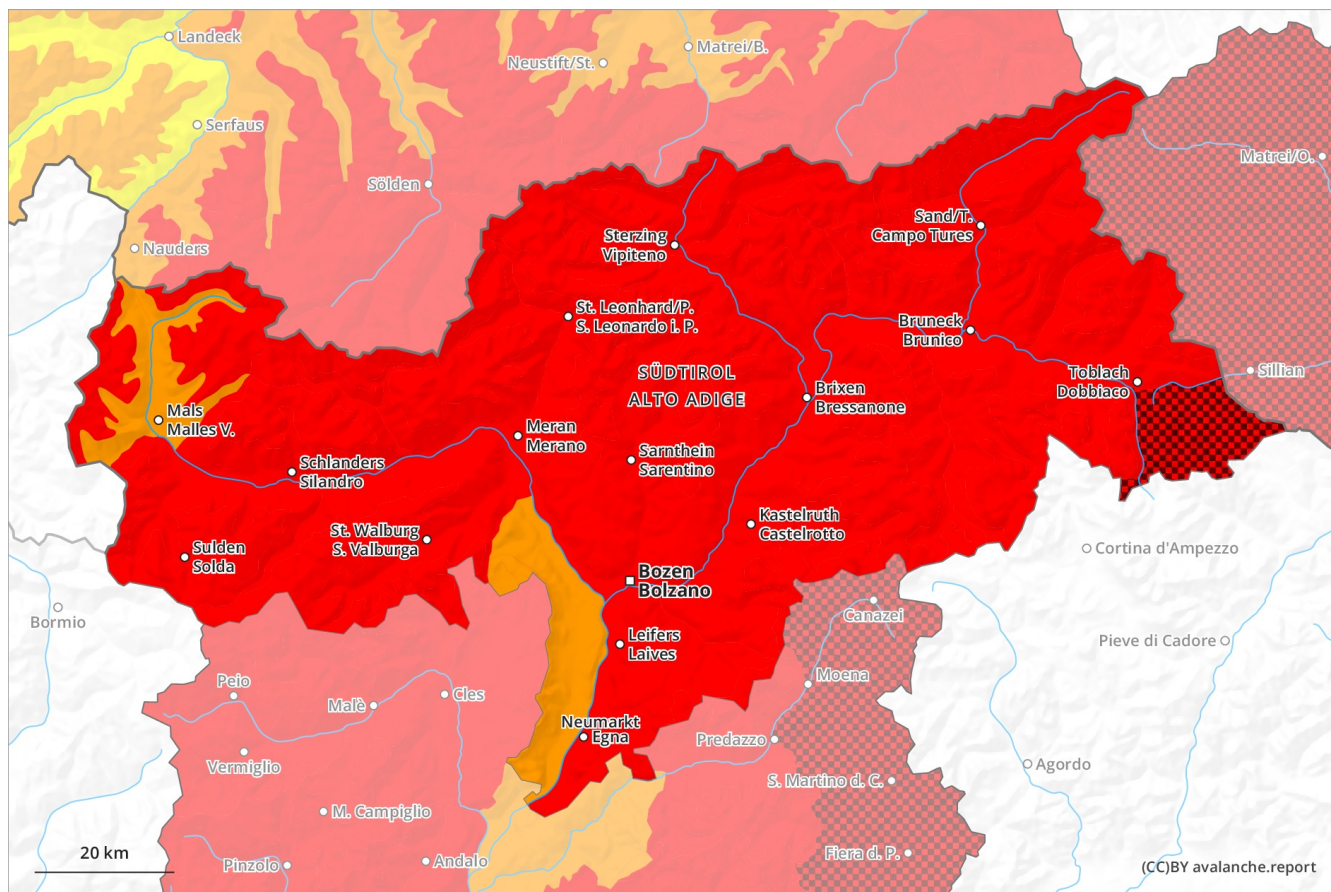 Landeck
Matrei/B.
Neustift/St.
Serfaus
Matrei/O.
Sölden
Sand/T.
Campo Tures
Sterzing
Vipiteno
Nauders
St. Leonhard/P.
S. Leonardo i. P.
Bruneck
Brunico
SÜDTIROL
ALTO ADIGE
Toblach
Dobbiaco
Sillian
Brixen
Bressanone
Mals
Malles V.
Meran
Merano
Sarnthein
Sarentino
Schlanders
Silandro
Kastelruth
Castelrotto
St. Walburg
S. Valburga
Sulden
Solda
Cortina d'Ampezzo
Bozen
Bolzano
Bormio
Canazei
Leifers
Laives
Pieve di Cadore
Moena
Peio
Cles
Malè
Neumarkt
Egna
Predazzo
Vermiglio
Agordo
S. Martino d. C.
M. Campiglio
20 km
Andalo
Fiera d. P.
Pinzolo
(CC)BY avalanche.report